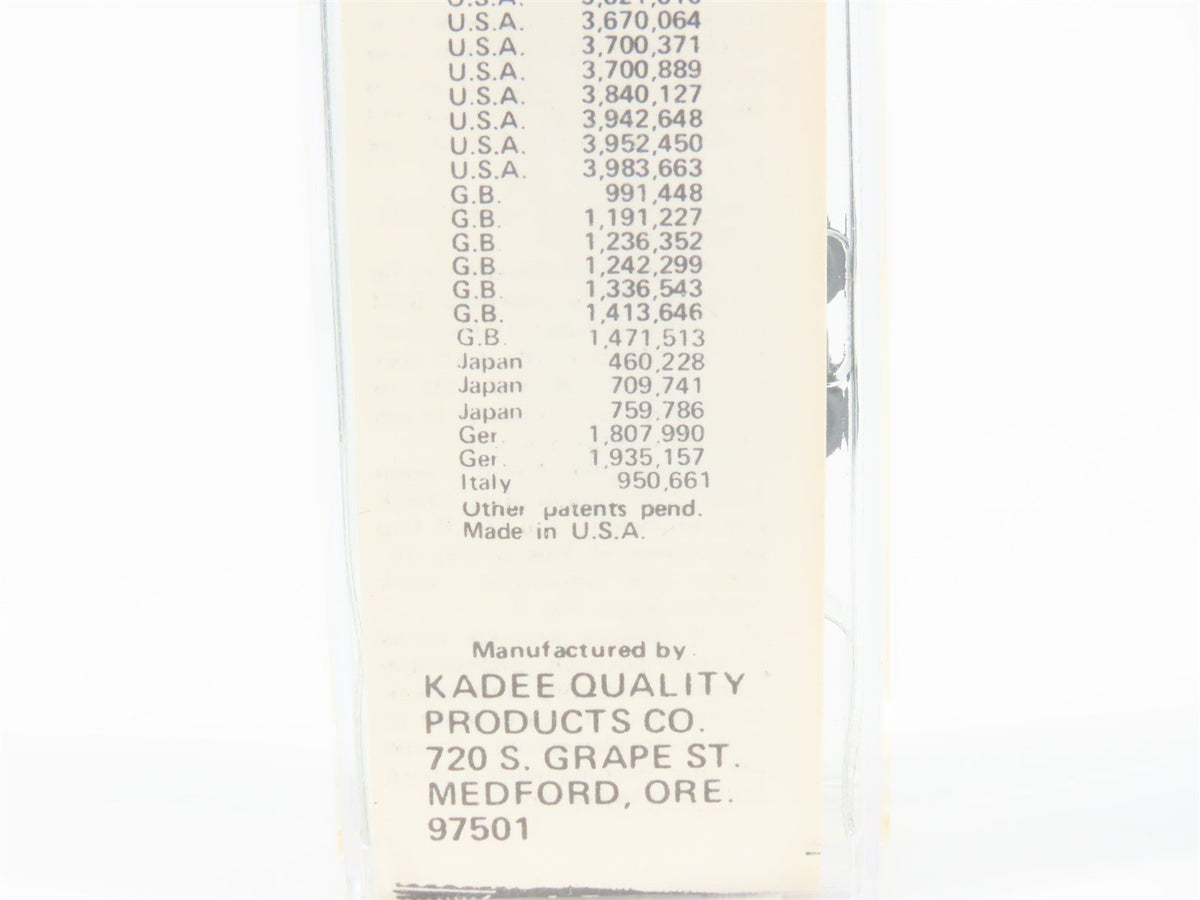 U.S.A. 3,670,064
U.S.A. 3,700,371
U.S.A. 3,700,889
U.S.A. 3,840,127
U.S.A. 3,942,648
U.S.A. 3,952,450
U.S.A. 3,983,663
G.B. 991,448
G.B. 1,191,227
G.B. 1,236,352
G.B. 1,242,299
G.B. 1,336,543
G.B. 1,413,646
G.B. 1,471,513
Japan 460,228
Japan 709,741
Japan 759,786
Ger. 1,807,990
Ger. 1,935,157
Italy 950,661
Other patents pend.
Made in U.S.A.
Manufactured by
KADEE QUALITY
PRODUCTS CO.
720 S. GRAPE ST.
MEDFORD, ORE.
97501